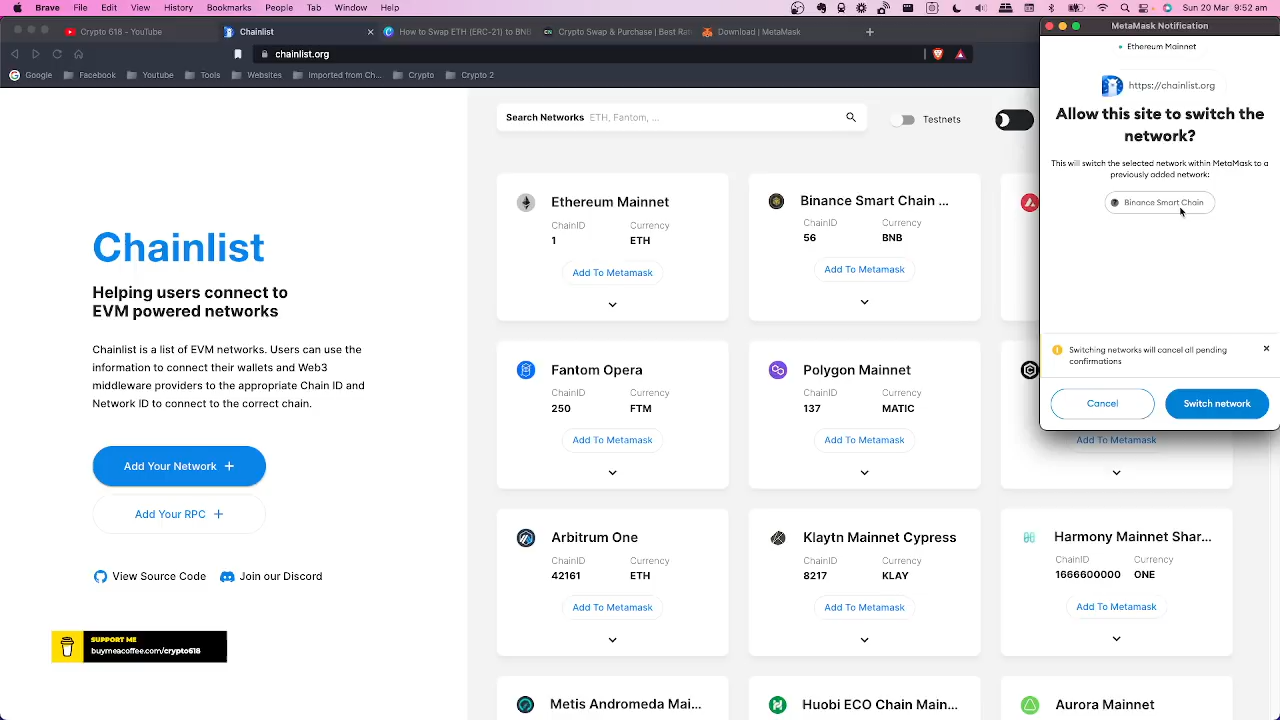 Brave File Edit View History Bookmarks People Tab Window Help
29 Aug 9:52 am
Crypto 618 - YouTube
Chainlist
How to Swap ETH (ERC-21) to BNB
Crypto Swap & Purchase | Best Rat
Download | MetaMask
chainlist.org
Google
Facebook
Youtube
Tools
Websites
Imported from Ch...
Crypto
Crypto 2
Chainlist
Helping users connect to
EVM powered networks
Chainlist is a list of EVM networks. Users can use the
information to connect their wallets and Web3
middleware providers to the appropriate Chain ID and
Network ID to connect to the correct chain.
Add Your Network +
Add Your RPC +
View Source Code
Join our Discord
SUPPORT ME
buymeacoffee.com/crypto618
Search Networks ETH, Fantom, ...
Testnets
Ethereum Mainnet
ChainID Currency
1 ETH
Add To Metamask
Binance Smart Chain ...
ChainID Currency
56 BNB
Add To Metamask
Fantom Opera
ChainID Currency
250 FTM
Add To Metamask
Polygon Mainnet
ChainID Currency
137 MATIC
Add To Metamask
Add To Metamask
Arbitrum One
ChainID Currency
42161 ETH
Add To Metamask
Klaytn Mainnet Cypress
ChainID Currency
8217 KLAY
Add To Metamask
Harmony Mainnet Shar...
ChainID Currency
1666600000 ONE
Add To Metamask
Metis Andromeda Mai...
Huobi ECO Chain Main...
Aurora Mainnet
MetaMask Notification
Ethereum Mainnet
https://chainlist.org
Allow this site to switch the
network?
This will switch the selected network within MetaMask to a
previously added network:
Binance Smart Chain
Switching networks will cancel all pending
confirmations
Cancel
Switch network